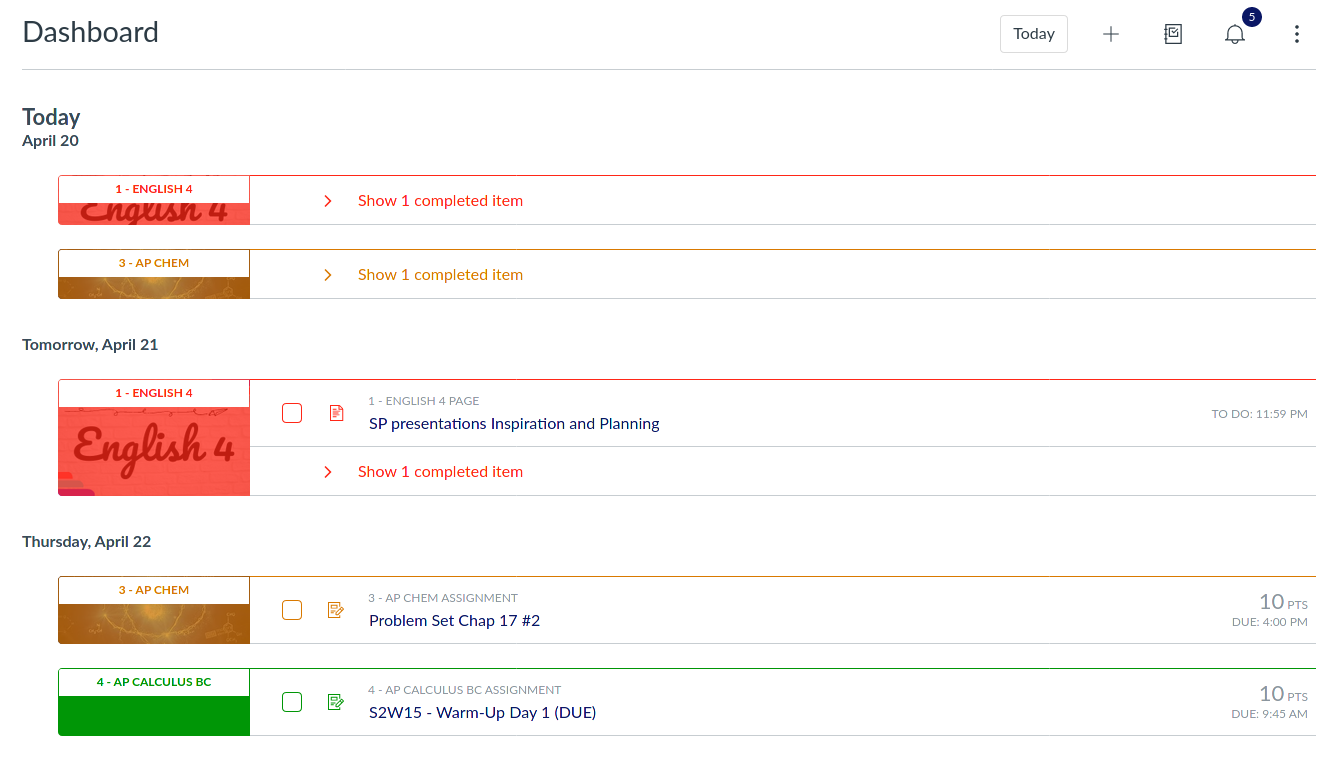 Dashboard
Today
5
Today
April 20
1 - ENGLISH 4
English 4
Show 1 completed item
3 - AP CHEM
Show 1 completed item
Tomorrow, April 21
1 - ENGLISH 4
English 4
1 - ENGLISH 4 PAGE
SP presentations Inspiration and Planning
TO DO: 11:59 PM
Show 1 completed item
Thursday, April 22
3 - AP CHEM
3 - AP CHEM ASSIGNMENT
Problem Set Chap 17 #2
10 PTS
DUE: 4:00 PM
4 - AP CALCULUS BC
4 - AP CALCULUS BC ASSIGNMENT
S2W15 - Warm-Up Day 1 (DUE)
10 PTS
DUE: 9:45 AM